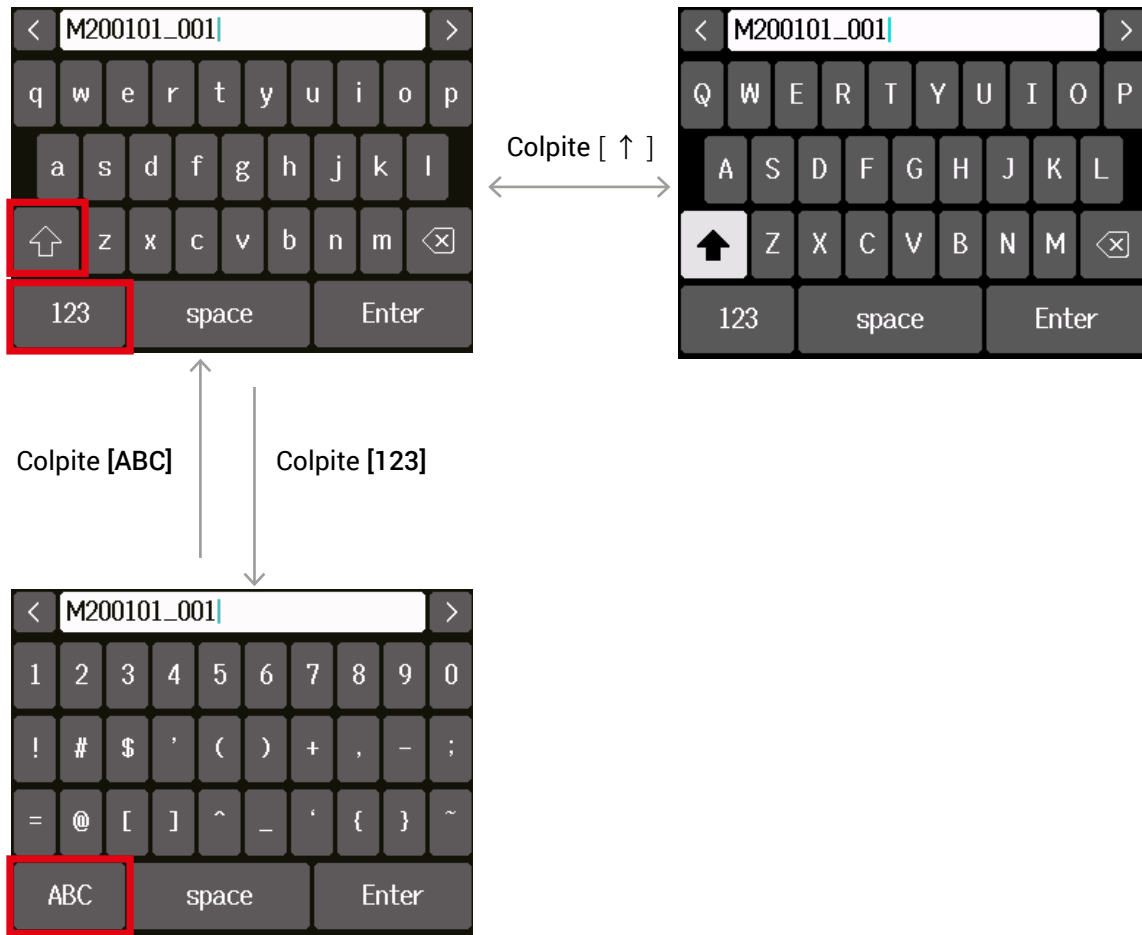 < M200101_001 >
q w e r t y u i o p
a s d f g h j k l
z x c v b n m
123 space Enter
Colpite [ ↑ ]
< M200101_001 >
Q W E R T Y U I O P
A S D F G H J K L
Z X C V B N M
123 space Enter
Colpite [ABC]
Colpite [123]
< M200101_001 >
1 2 3 4 5 6 7 8 9 0
! # $ ' ( ) + , - ;
= @ [ ] ^ _ ‘ { } ~
ABC space Enter